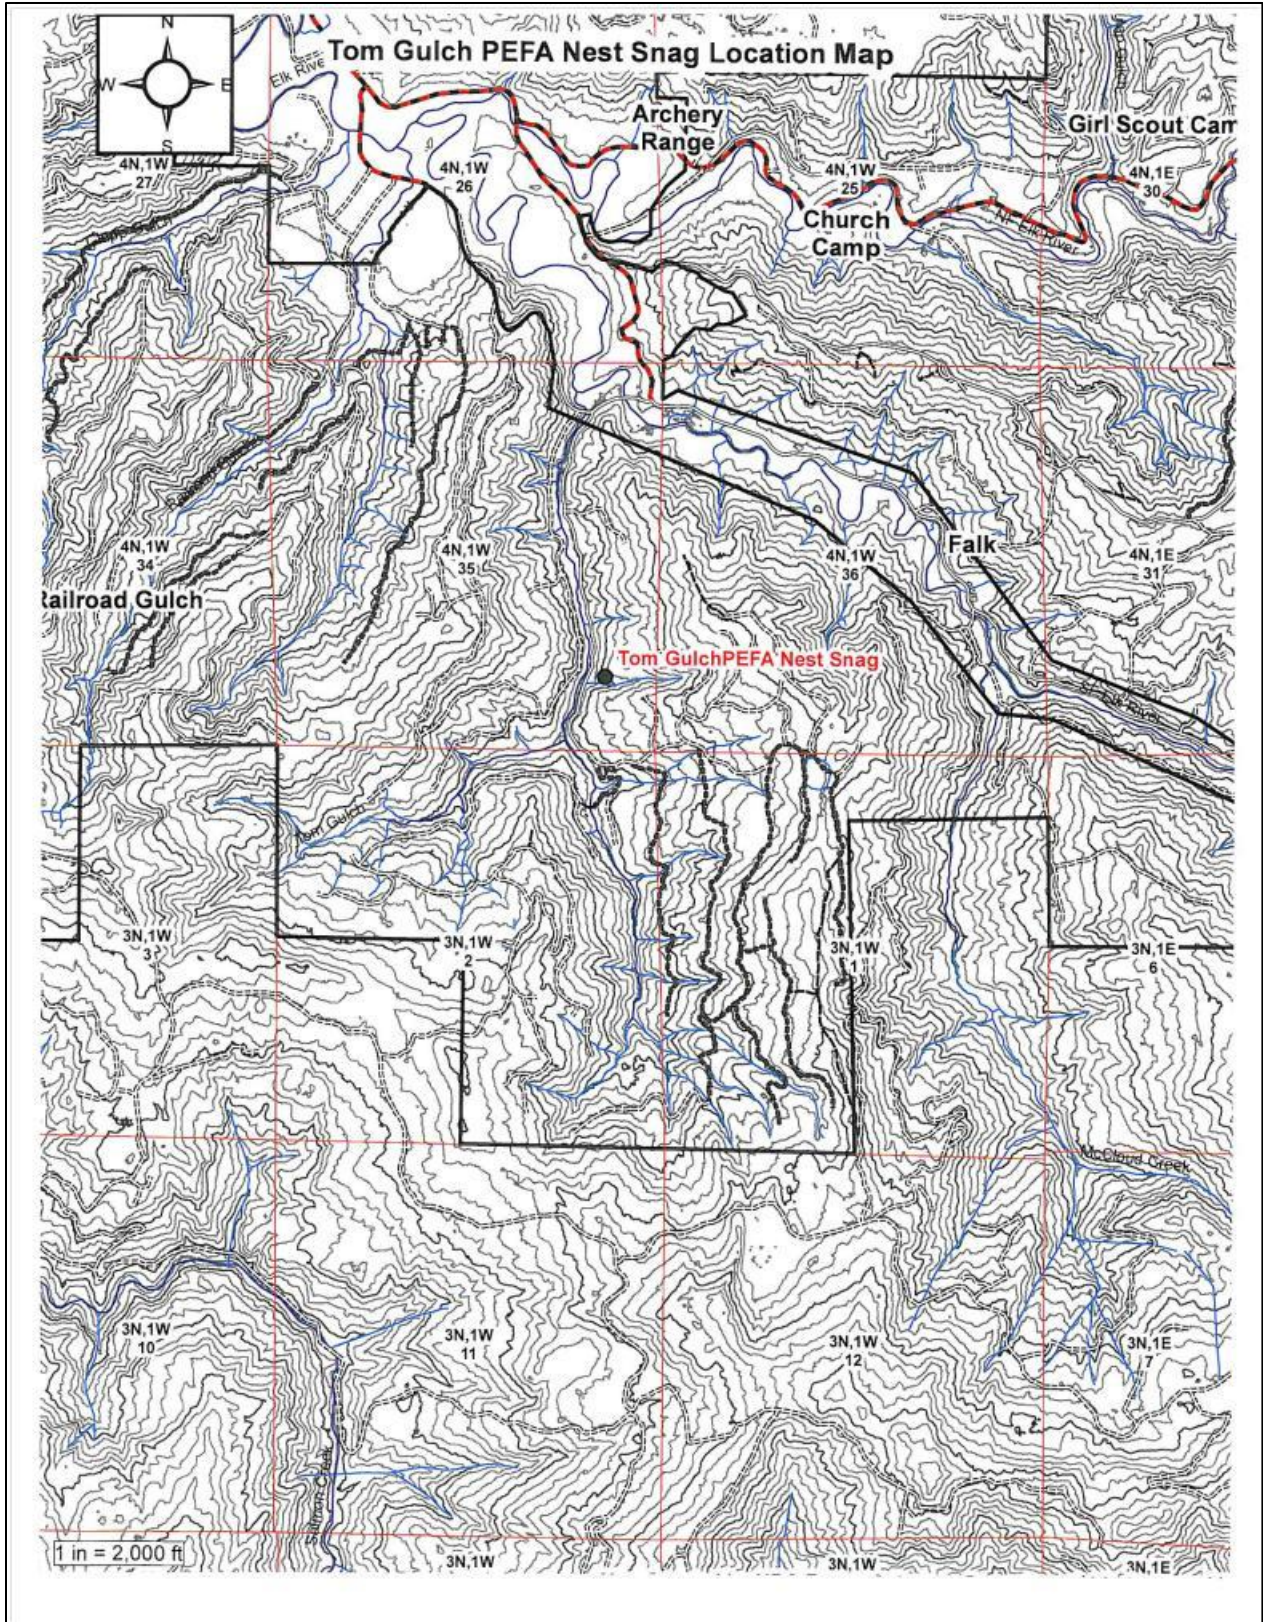 N
W
E
S
Tom Gulch PEFA Nest Snag Location Map
Elk River
Archery
Range
Girl Scout Cam
4N,1W
27
4N,1W
26
4N,1W
25
4N,1E
30
Church
Camp
NF Elk River
4N,1W
34
4N,1W
35
4N,1W
36
Falk
4N,1E
31
Railroad Gulch
Tom GulchPEFA Nest Snag
SF Elk River
Tom Gulch
3N,1W
3
3N,1W
2
3N,1W
1
3N,1E
6
McCloud Creek
3N,1W
10
3N,1W
11
3N,1W
12
3N,1E
7
Salmon Creek
1 in = 2,000 ft
3N,1W
3N,1W
3N,1E